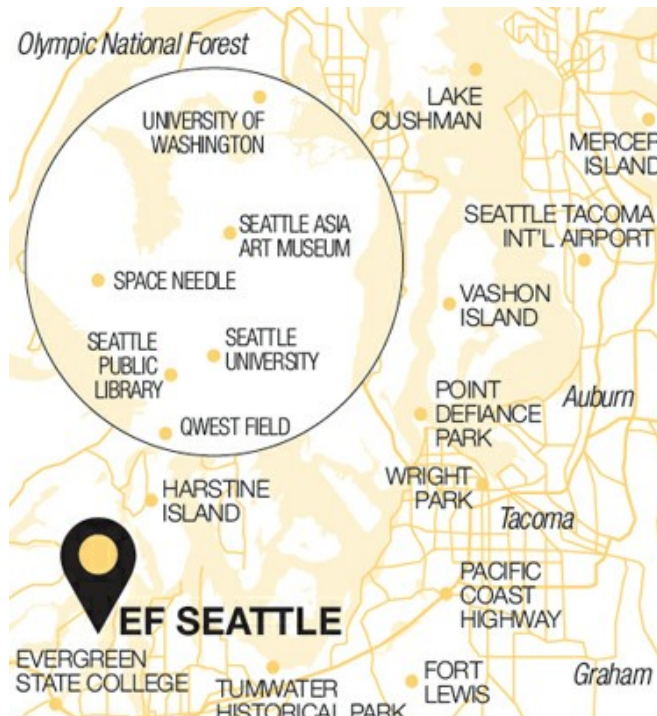 Olympic National Forest
LAKE
CUSHMAN
UNIVERSITY OF
WASHINGTON
MERCER
ISLAND
SEATTLE ASIA
ART MUSEUM
SEATTLE TACOMA
INT'L AIRPORT
SPACE NEEDLE
VASHON
ISLAND
SEATTLE
PUBLIC
LIBRARY
SEATTLE
UNIVERSITY
POINT
DEFIANCE
PARK
Auburn
QWEST FIELD
WRIGHT
PARK
HARSTINE
ISLAND
Tacoma
PACIFIC
COAST
HIGHWAY
EF SEATTLE
EVERGREEN
STATE COLLEGE
TUMWATER
HISTORICAL PARK
FORT
LEWIS
Graham